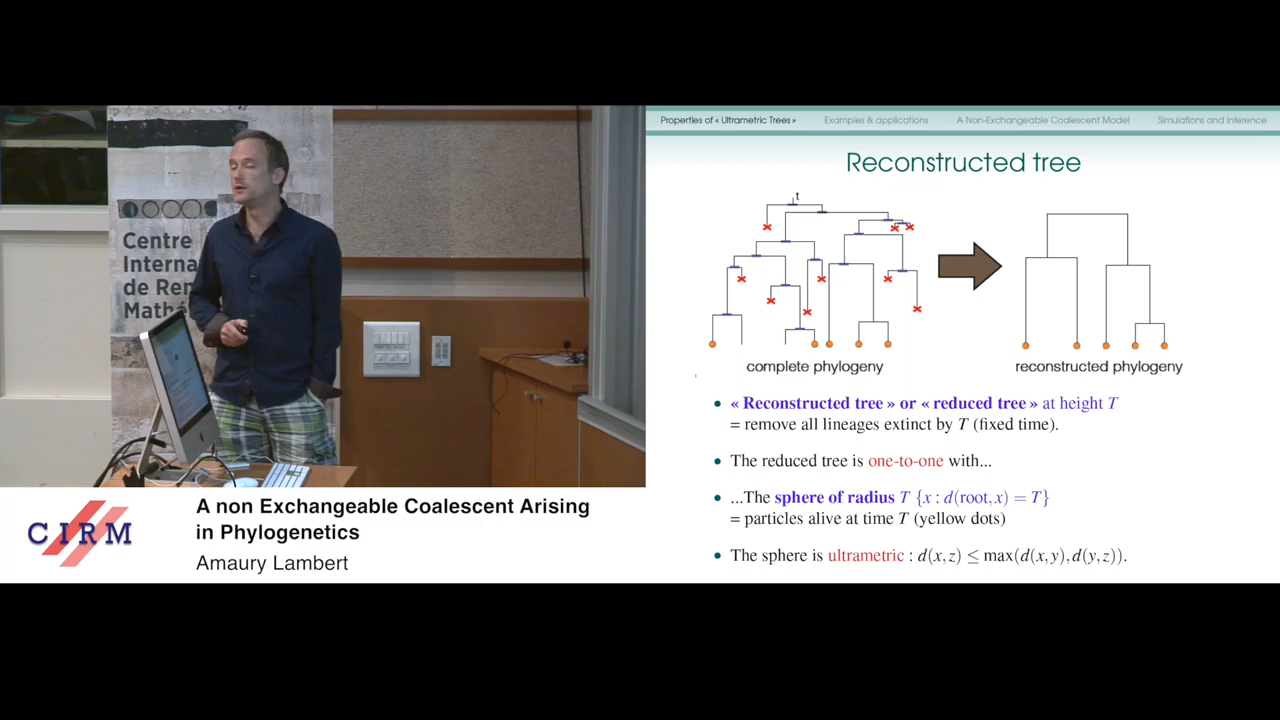 Centre
Interna
de Ren
Mathé
CIRM
A non Exchangeable Coalescent Arising
in Phylogenetics
Amaury Lambert
Properties of « Ultrametric Trees » Examples & applications A Non-Exchangeable Coalescent Model Simulations and Inference
Reconstructed tree
t
complete phylogeny
reconstructed phylogeny
• « Reconstructed tree » or « reduced tree » at height T
= remove all lineages extinct by T (fixed time).
• The reduced tree is one-to-one with...
• ...The sphere of radius T {x : d(root, x) = T}
= particles alive at time T (yellow dots)
• The sphere is ultrametric : d(x,z) ≤ max(d(x,y),d(y,z)).